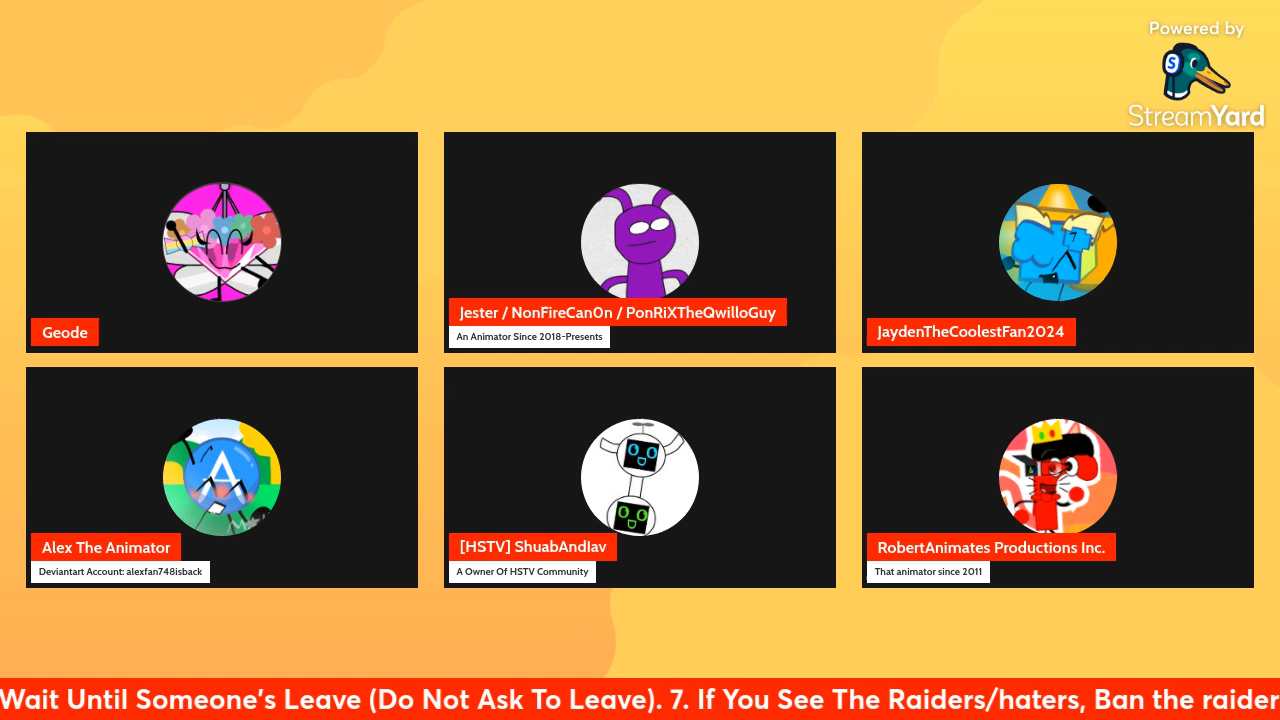 Powered by
S
StreamYard
Geode
Jester / NonFireCan0n / PonRiXTheQwilloGuy
An Animator Since 2018-Presents
JaydenTheCoolestFan2024
Alex The Animator
Deviantart Account: alexfan748isback
A
[HSTV] ShuabAndIav
A Owner Of HSTV Community
RobertAnimates Productions Inc.
That animator since 2011
Wait Until Someone's Leave (Do Not Ask To Leave). 7. If You See The Raiders/haters, Ban the raider